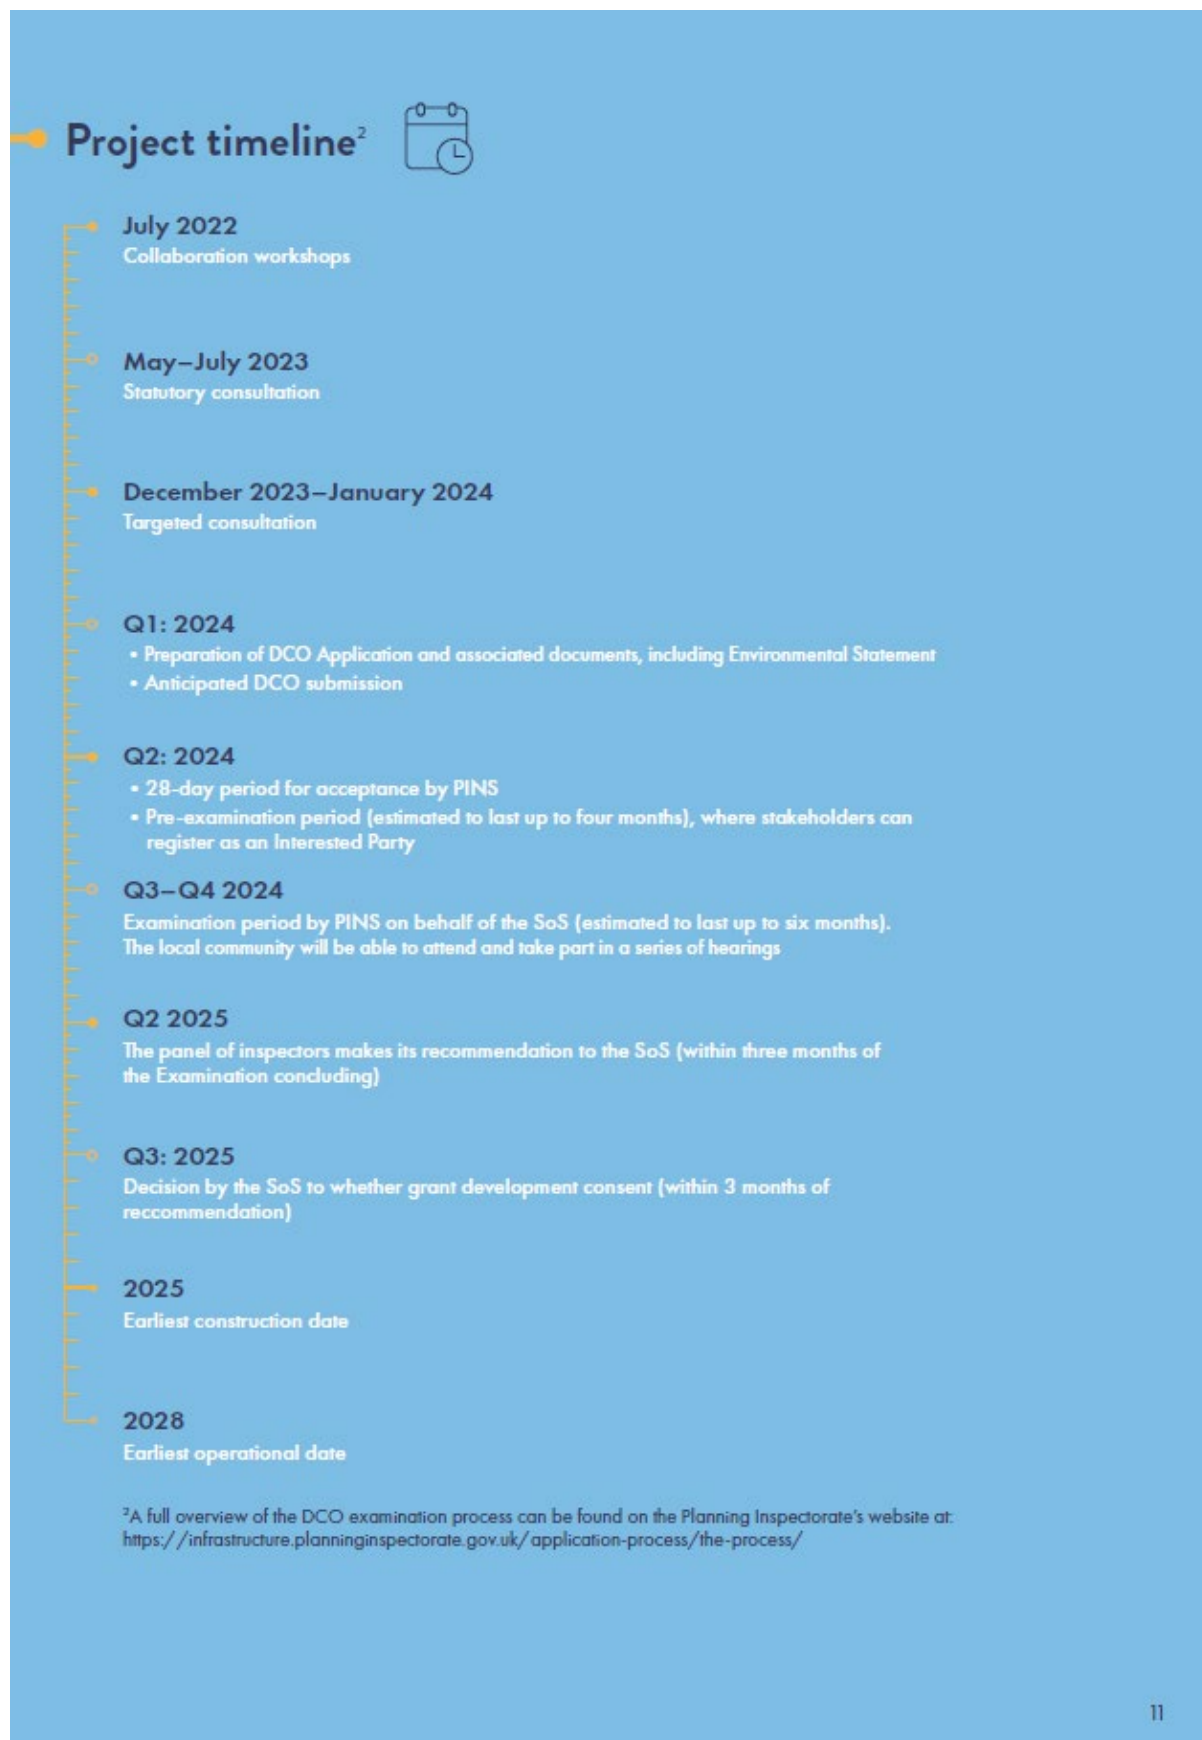 Project timeline²
July 2022
Collaboration workshops
May–July 2023
Statutory consultation
December 2023–January 2024
Targeted consultation
Q1: 2024
• Preparation of DCO Application and associated documents, including Environmental Statement
• Anticipated DCO submission
Q2: 2024
• 28-day period for acceptance by PINS
• Pre-examination period (estimated to last up to four months), where stakeholders can
register as an Interested Party
Q3–Q4 2024
Examination period by PINS on behalf of the SoS (estimated to last up to six months).
The local community will be able to attend and take part in a series of hearings
Q2 2025
The panel of inspectors makes its recommendation to the SoS (within three months of
the Examination concluding)
Q3: 2025
Decision by the SoS to whether grant development consent (within 3 months of
reccommendation)
2025
Earliest construction date
2028
Earliest operational date
²A full overview of the DCO examination process can be found on the Planning Inspectorate's website at:
https://infrastructure.planninginspectorate.gov.uk/application-process/the-process/
11